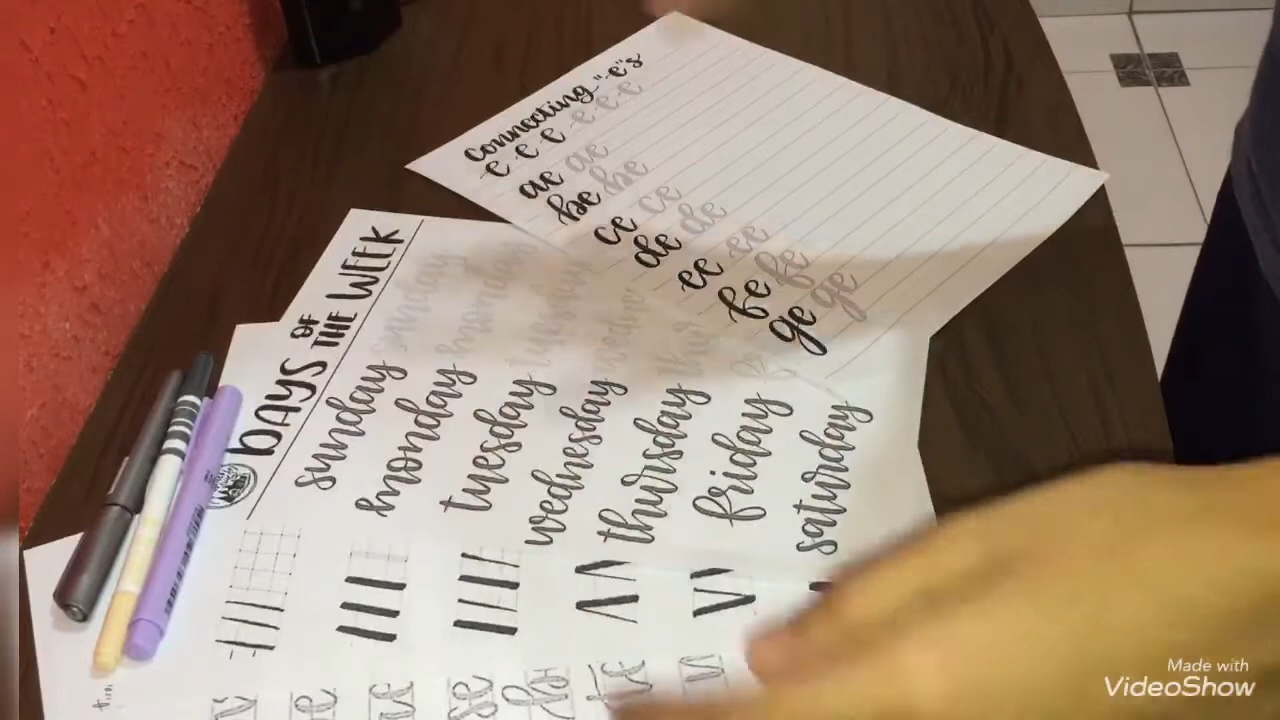 connecting "e"s
e e e e e e
ae ae
be be
ce ce
de de
ee ee
fe fe
ge ge
DAYS OF THE WEEK
sunday sunday
monday monday
tuesday tuesday
wednesday
thursday
friday
saturday
Made with
VideoShow